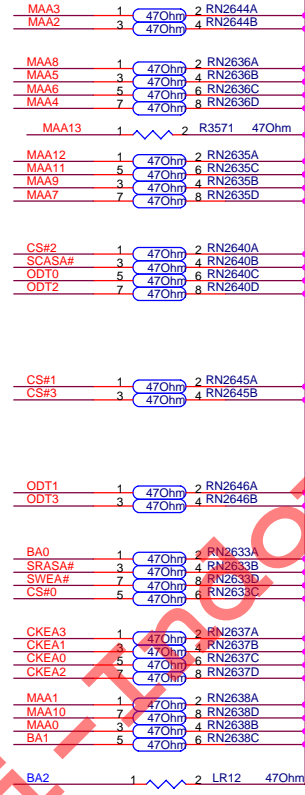 MAA3 1 47Ohm 2 RN2644A
MAA2 3 47Ohm 4 RN2644B
MAA8 1 47Ohm 2 RN2636A
MAA5 3 47Ohm 4 RN2636B
MAA6 5 47Ohm 6 RN2636C
MAA4 7 47Ohm 8 RN2636D
MAA13 1 2 R3571 47Ohm
MAA12 1 47Ohm 2 RN2635A
MAA11 5 47Ohm 6 RN2635C
MAA9 3 47Ohm 4 RN2635B
MAA7 7 47Ohm 8 RN2635D
CS#2 1 47Ohm 2 RN2640A
SCASA# 3 47Ohm 4 RN2640B
ODT0 5 47Ohm 6 RN2640C
ODT2 7 47Ohm 8 RN2640D
CS#1 1 47Ohm 2 RN2645A
CS#3 3 47Ohm 4 RN2645B
ODT1 1 47Ohm 2 RN2646A
ODT3 3 47Ohm 4 RN2646B
BA0 1 47Ohm 2 RN2633A
SRASA# 3 47Ohm 4 RN2633B
SWEA# 7 47Ohm 8 RN2633D
CS#0 5 47Ohm 6 RN2633C
CKEA3 1 47Ohm 2 RN2637A
CKEA1 3 47Ohm 4 RN2637B
CKEA0 5 47Ohm 6 RN2637C
CKEA2 7 47Ohm 8 RN2637D
MAA1 1 47Ohm 2 RN2638A
MAA10 7 47Ohm 8 RN2638D
MAA0 3 47Ohm 4 RN2638B
BA1 5 47Ohm 6 RN2638C
BA2 1 2 LR12 47Ohm